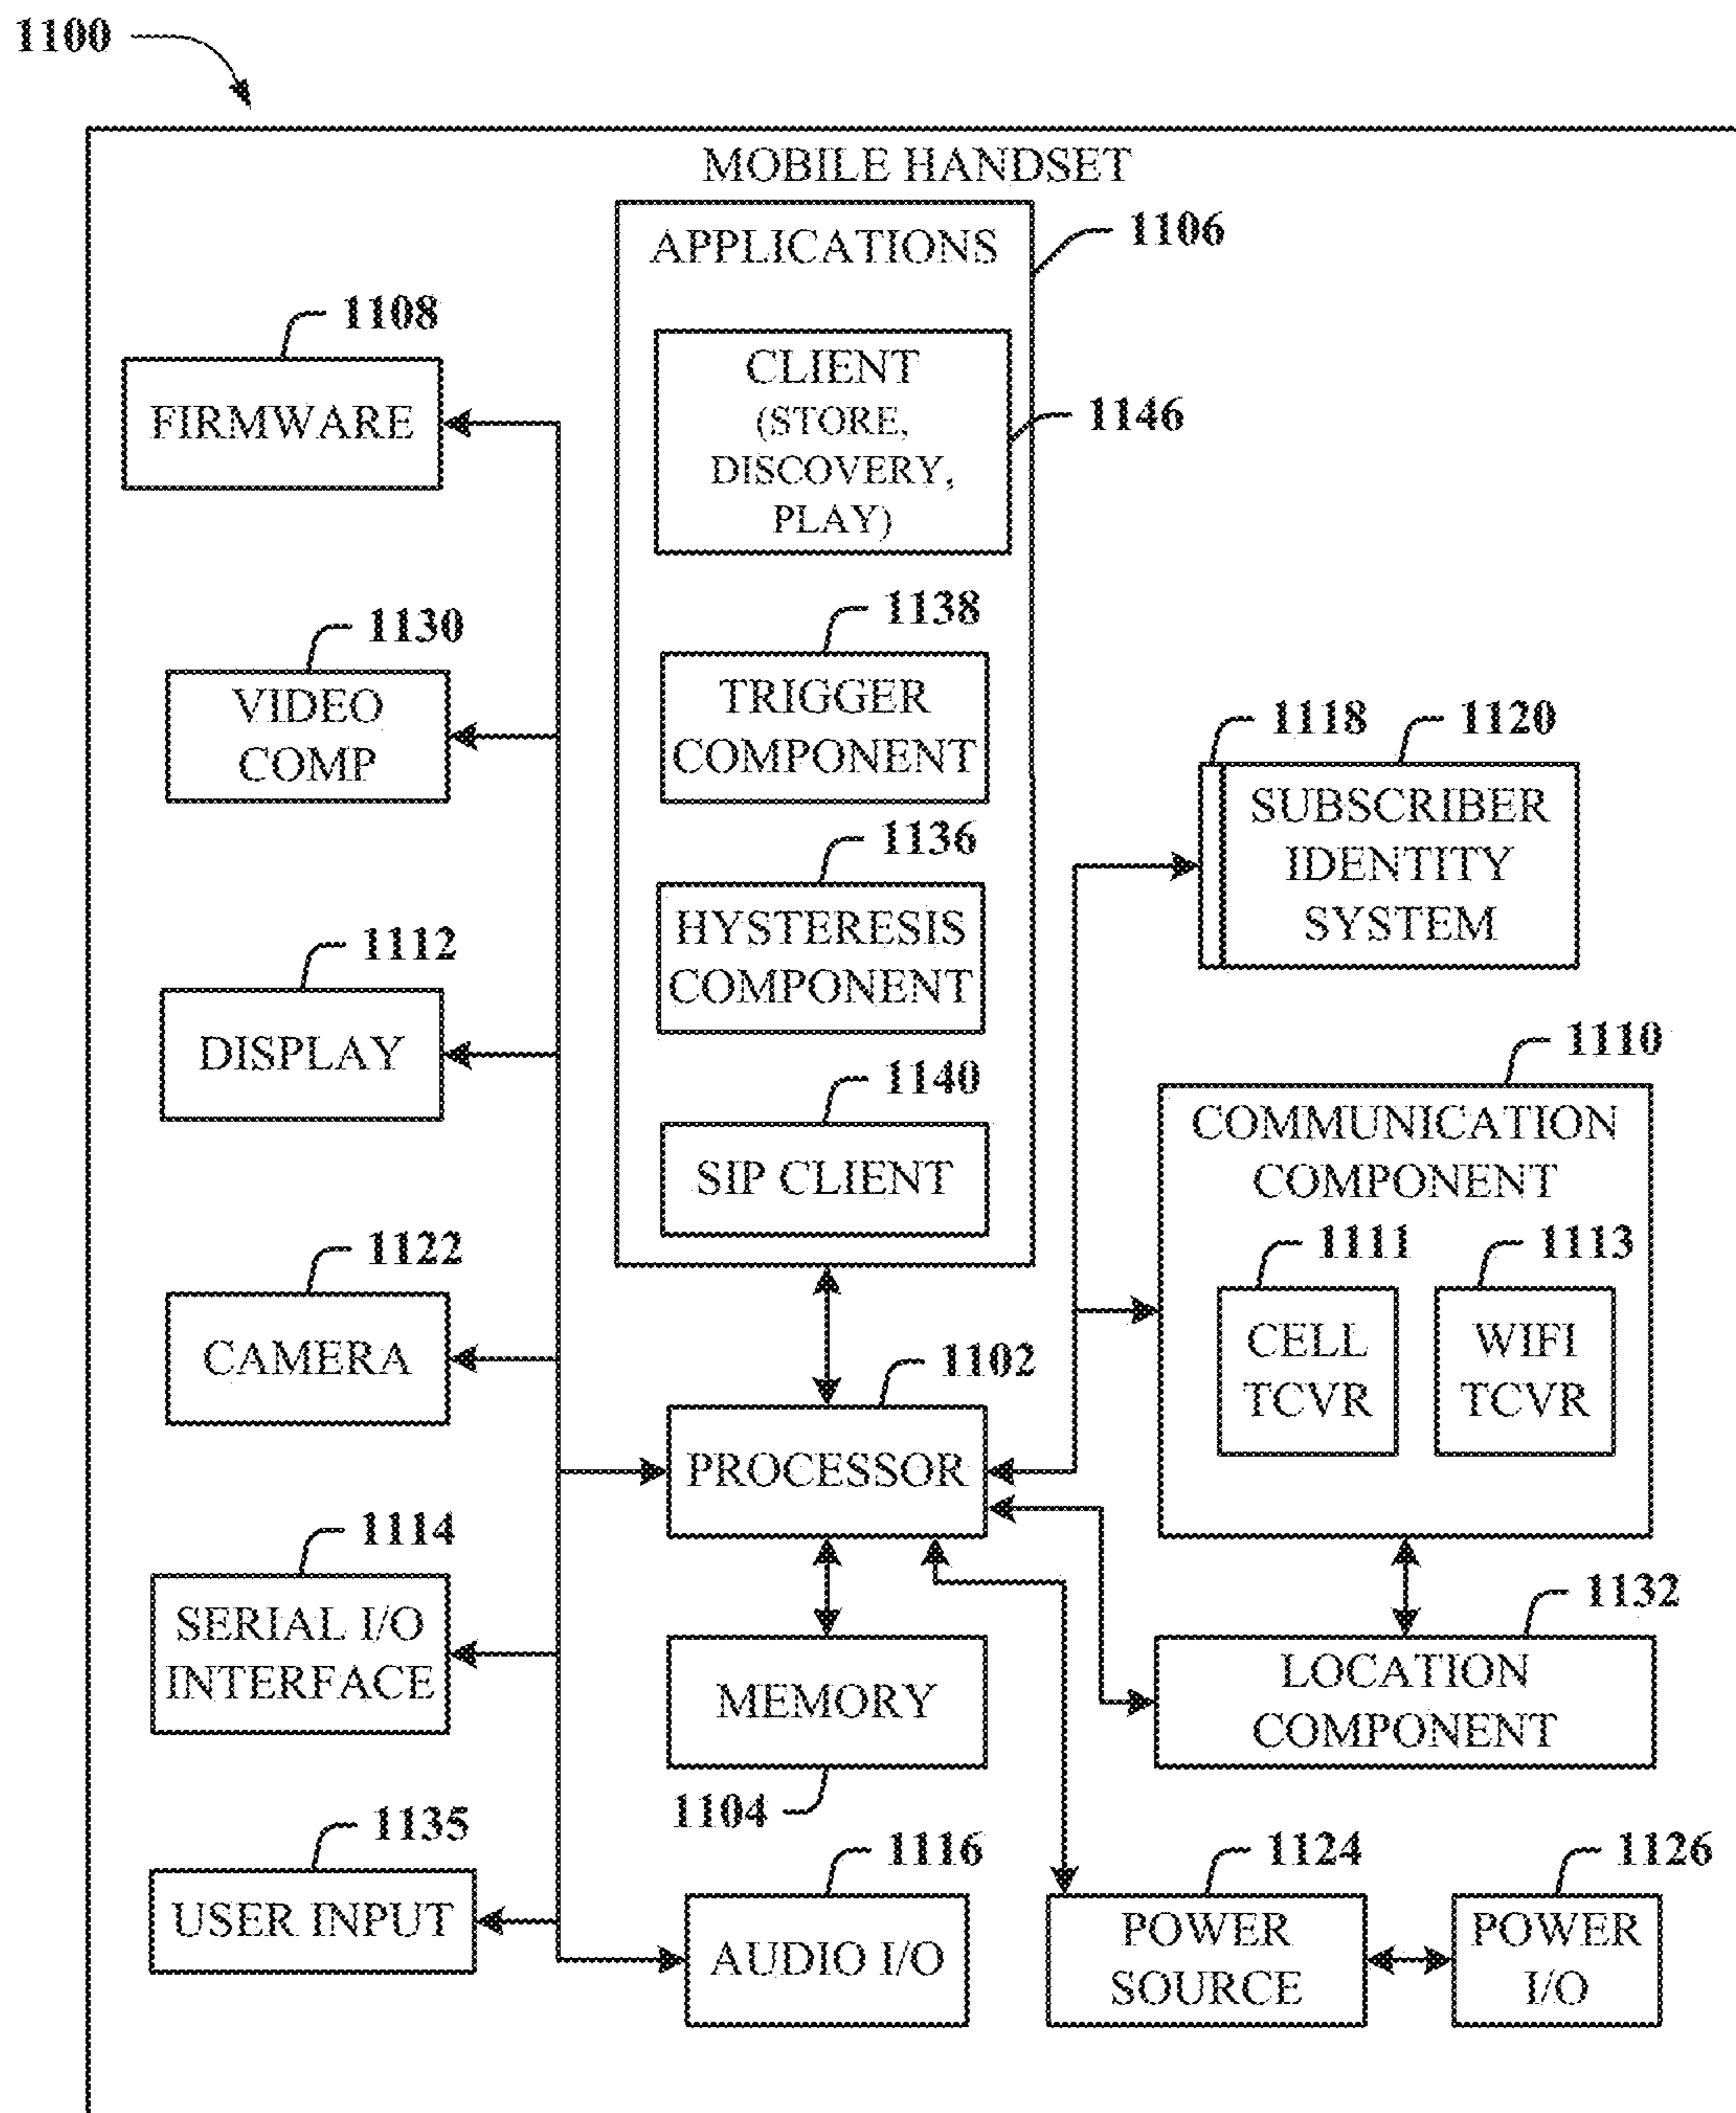 1100
MOBILE HANDSET
APPLICATIONS
1106
CLIENT
(STORE,
DISCOVERY,
PLAY)
1146
1138
TRIGGER
COMPONENT
1136
HYSTERESIS
COMPONENT
1140
SIP CLIENT
1108
FIRMWARE
1130
VIDEO
COMP
1112
DISPLAY
1122
CAMERA
1114
SERIAL I/O
INTERFACE
1135
USER INPUT
1102
PROCESSOR
MEMORY
1104
1116
AUDIO I/O
1118
1120
SUBSCRIBER
IDENTITY
SYSTEM
1110
COMMUNICATION
COMPONENT
1111
CELL
TCVR
1113
WIFI
TCVR
1132
LOCATION
COMPONENT
1124
POWER
SOURCE
1126
POWER
I/O